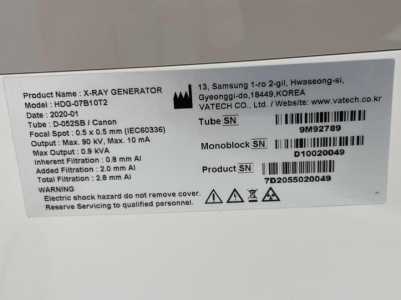 Product Name : X-RAY GENERATOR
Model : HDG-07B10T2
Date : 2020-01
Tube : D-052SB / Canon
Focal Spot : 0.5 x 0.5 mm (IEC60336)
Output : Max. 90 kV, Max. 10 mA
Max Output : 0.9 kVA
Inherent Filtration : 0.8 mm Al
Added Filtration : 2.0 mm Al
Total Filtration : 2.8 mm Al
WARNING
Electric shock hazard do not remove cover.
Refer Servicing to qualified personnel.
13, Samsung 1-ro 2-gil, Hwaseong-si,
Gyeonggi-do,18449,KOREA
VATECH CO., Ltd / Website : www.vatech.co.kr
Tube SN
9M92789
Monoblock SN
D10020049
Product SN
7D2055020049